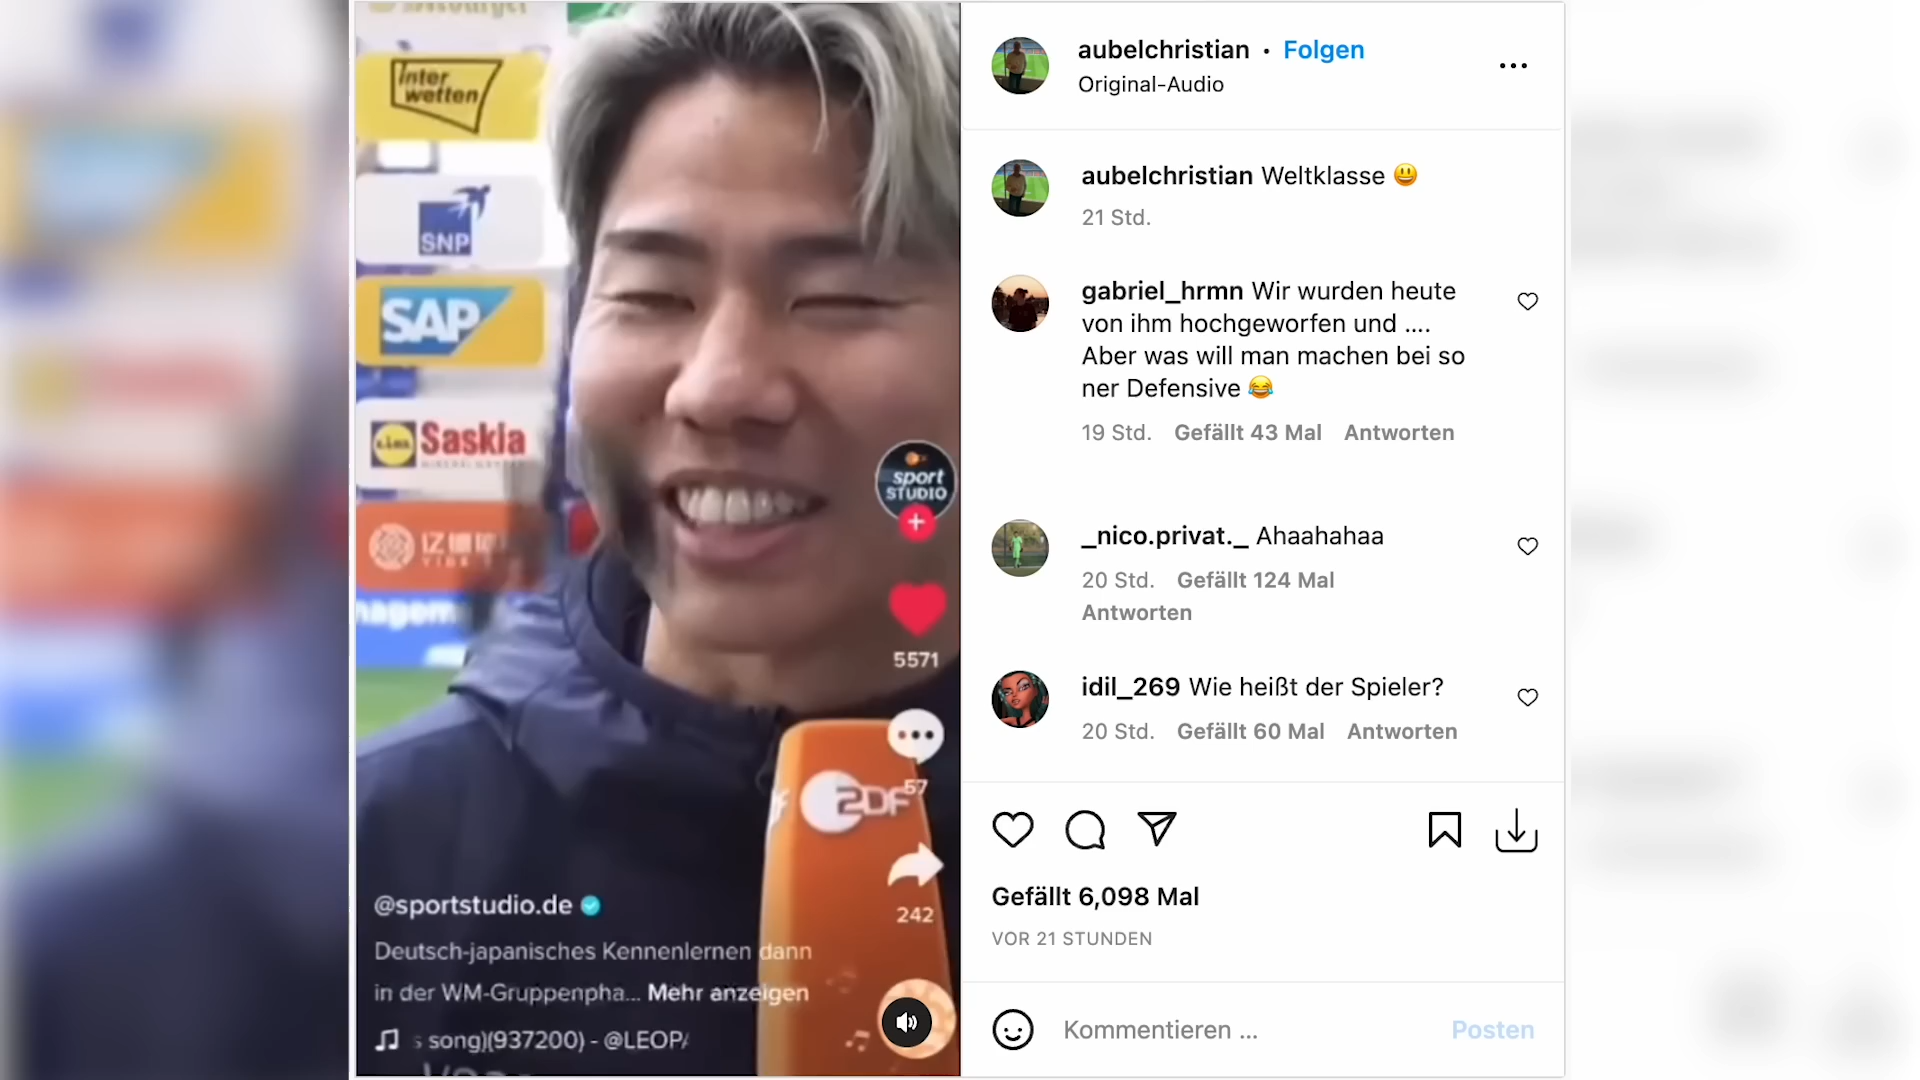 inter
wetten
SNP
SAP
Saskia
sport
STUDIO
5571
57
ZDF
242
@sportstudio.de
Deutsch-japanisches Kennenlernen dann
in der WM-Gruppenpha... Mehr anzeigen
s song)(937200) - @LEOP
aubelchristian • Folgen
Original-Audio
aubelchristian Weltklasse 😃
21 Std.
gabriel_hrmn Wir wurden heute
von ihm hochgeworfen und ....
Aber was will man machen bei so
ner Defensive 😂
19 Std. Gefällt 43 Mal Antworten
_nico.privat._ Ahaahahaa
20 Std. Gefällt 124 Mal
Antworten
idil_269 Wie heißt der Spieler?
20 Std. Gefällt 60 Mal Antworten
Gefällt 6,098 Mal
VOR 21 STUNDEN
Kommentieren ...
Posten